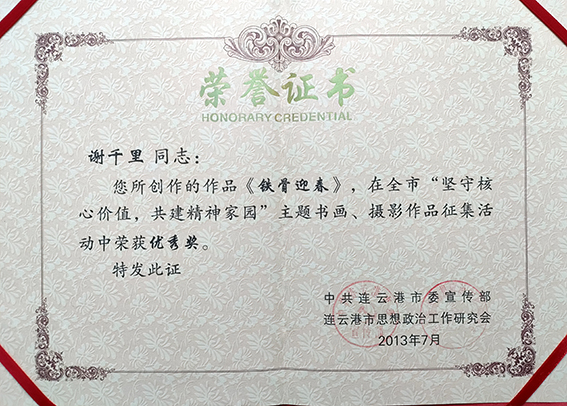 荣誉证书
HONORARY CREDENTIAL
谢千里 同志：
您所创作的作品《铁骨迎春》，在全市“坚守核
心价值，共建精神家园”主题书画、摄影作品征集活
动中荣获优秀奖。
特发此证
中共连云港市委宣传部
连云港市思想政治工作研究会
2013年7月